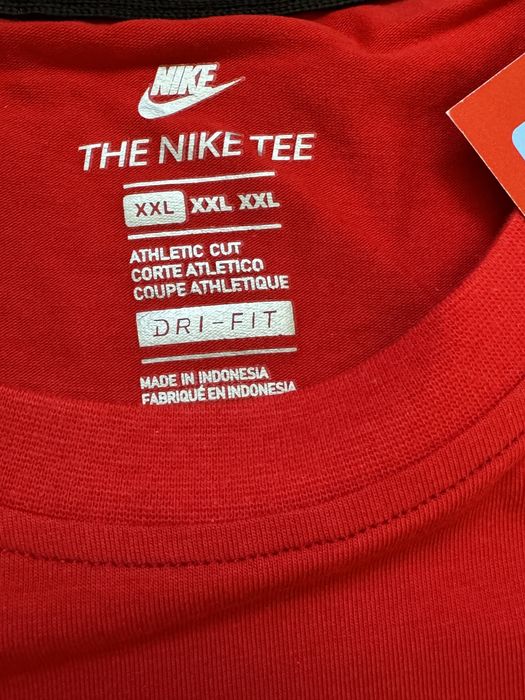 NIKE
THE NIKE TEE
XXL XXL XXL
ATHLETIC CUT
CORTE ATLETICO
COUPE ATHLETIQUE
DRI-FIT
MADE IN INDONESIA
FABRIQUÉ EN INDONESIA